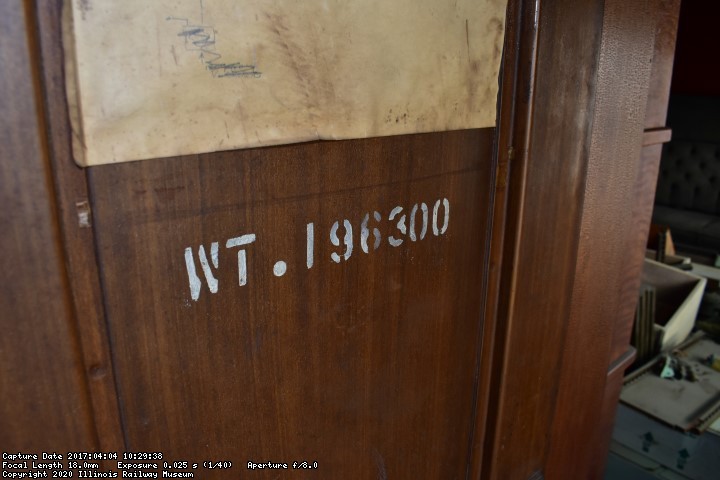 WT. 196300
Capture Date 2017:04:04 10:29:38
Focal Length 18.0mm   Exposure 0.025 s (1/40)   Aperture f/8.0
Copyright 2020 Illinois Railway Museum